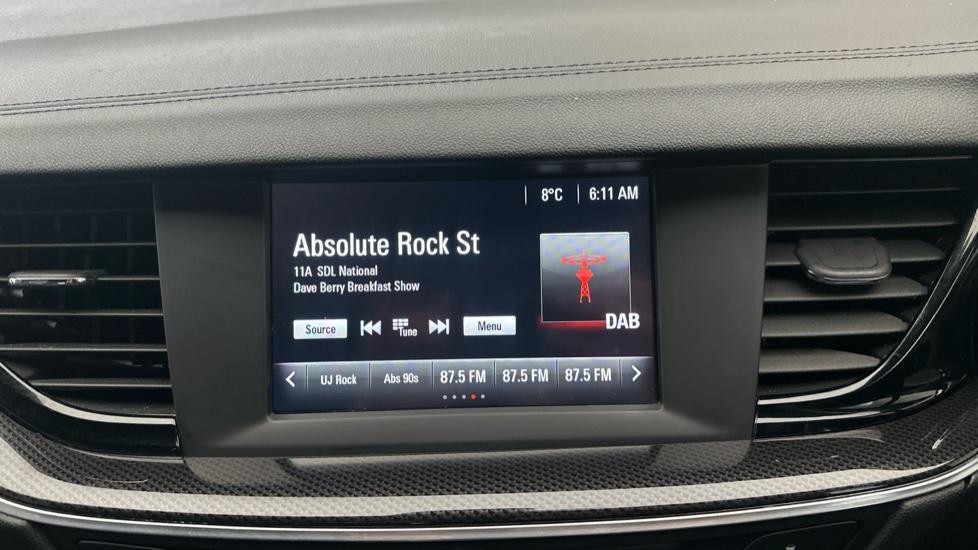 8°C 6:11 AM
Absolute Rock St
11A SDL National
Dave Berry Breakfast Show
DAB
Source Tune Menu
UJ Rock Abs 90s 87.5 FM 87.5 FM 87.5 FM